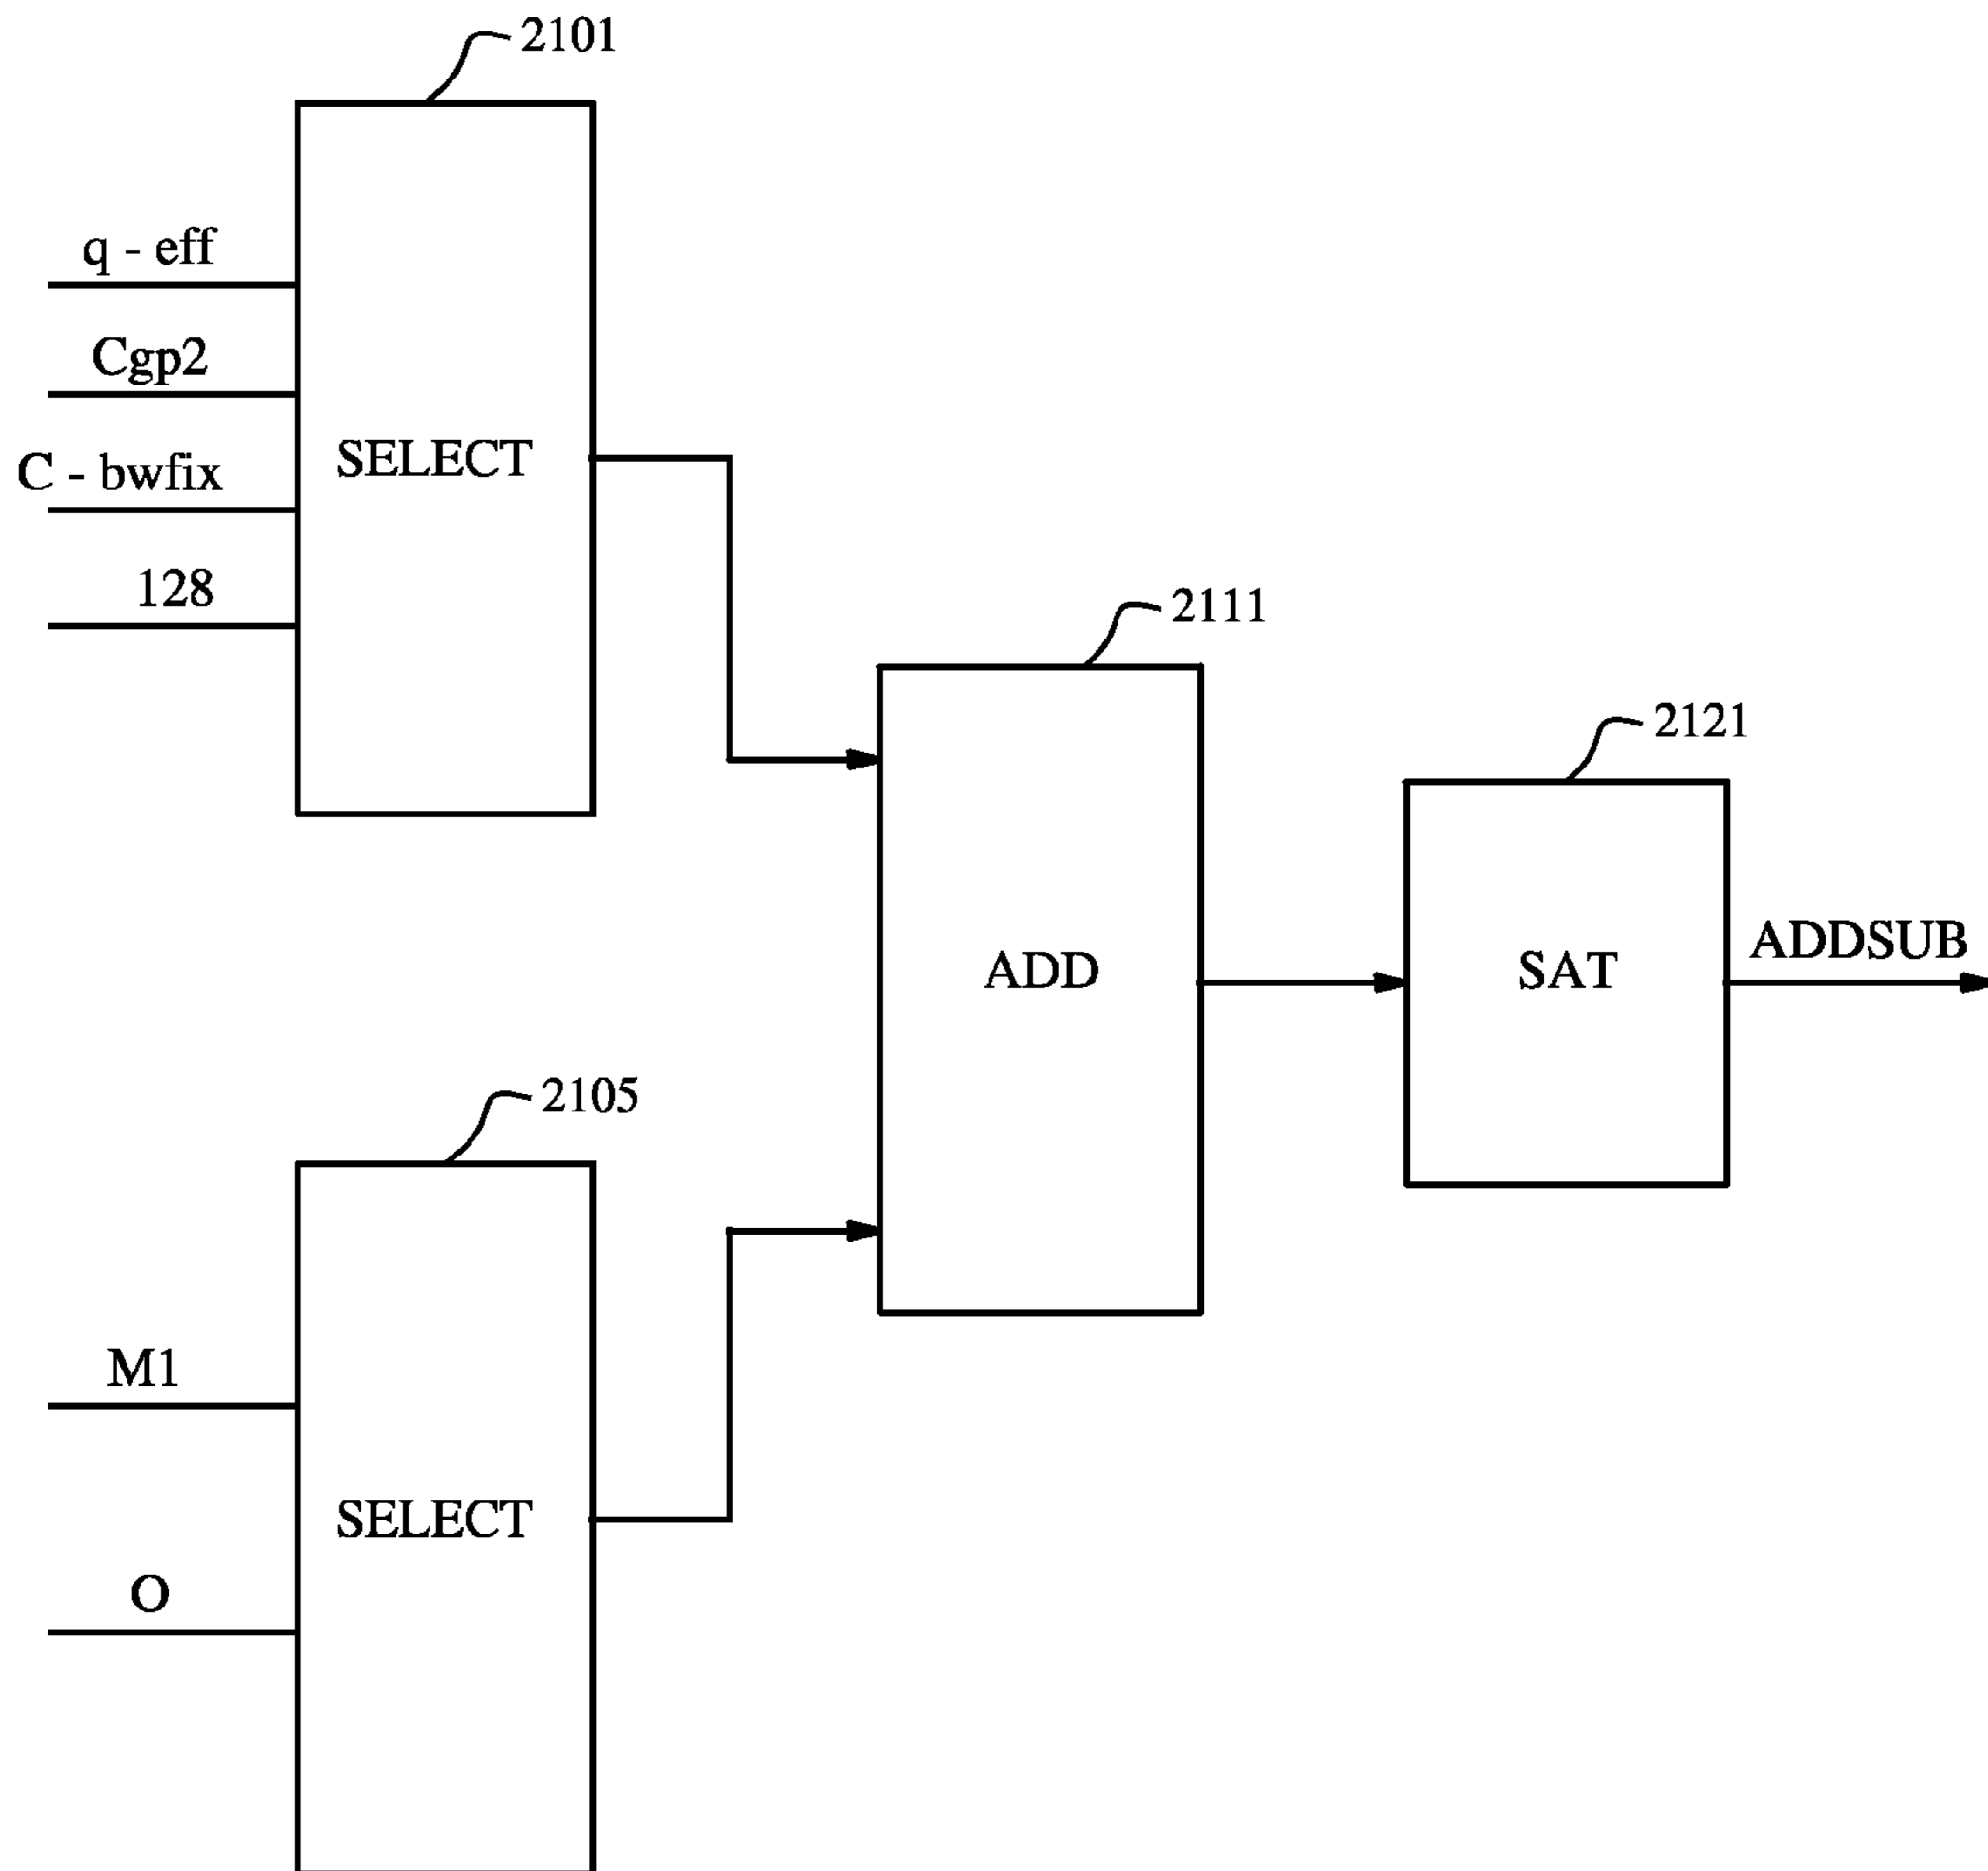 2101
q - eff
Cgp2
C - bwfix
128
SELECT
2111
ADD
2121
SAT
ADDSUB
2105
M1
O
SELECT